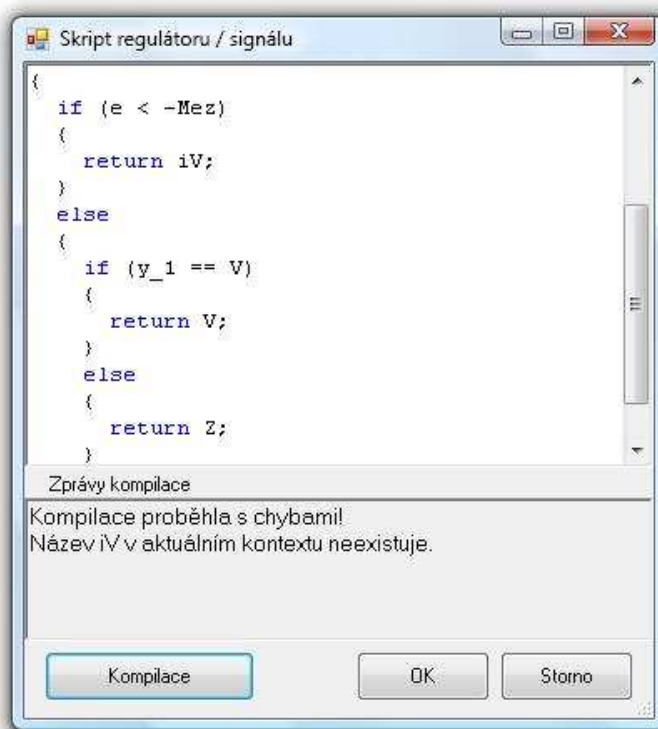 Skript regulátoru / signálu
{
if (e < -Mez)
{
return iV;
}
else
{
if (y_1 == V)
{
return V;
}
else
{
return Z;
}
Zprávy kompilace
Kompilace proběhla s chybami!
Název iV v aktuálním kontextu neexistuje.
Kompilace
OK
Storno